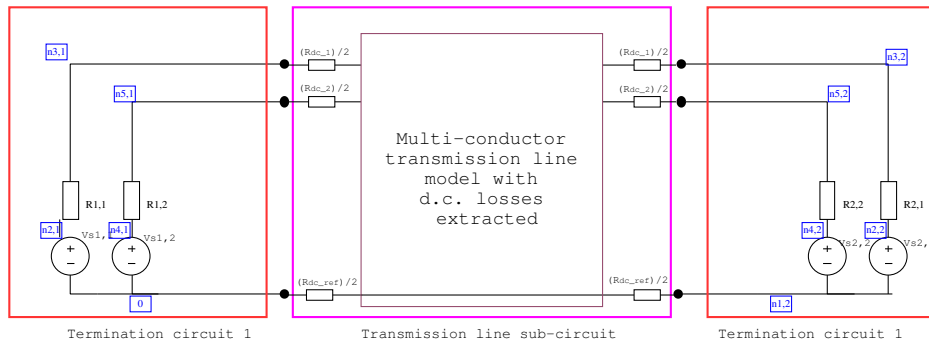 n3,1
(Rdc_1)/2
(Rdc_1)/2
n3,2
n5,1
(Rdc_2)/2
(Rdc_2)/2
n5,2
Multi-conductor
transmission line
model with
d.c. losses
extracted
R1,1
R1,2
R2,2
R2,1
n2,1
Vs1,
n4,1
Vs1,2
n4,2
Vs2,2
n2,2
Vs2,
+
+
+
+
−
−
−
−
(Rdc_ref)/2
(Rdc_ref)/2
0
n1,2
Termination circuit 1
Transmission line sub-circuit
Termination circuit 1